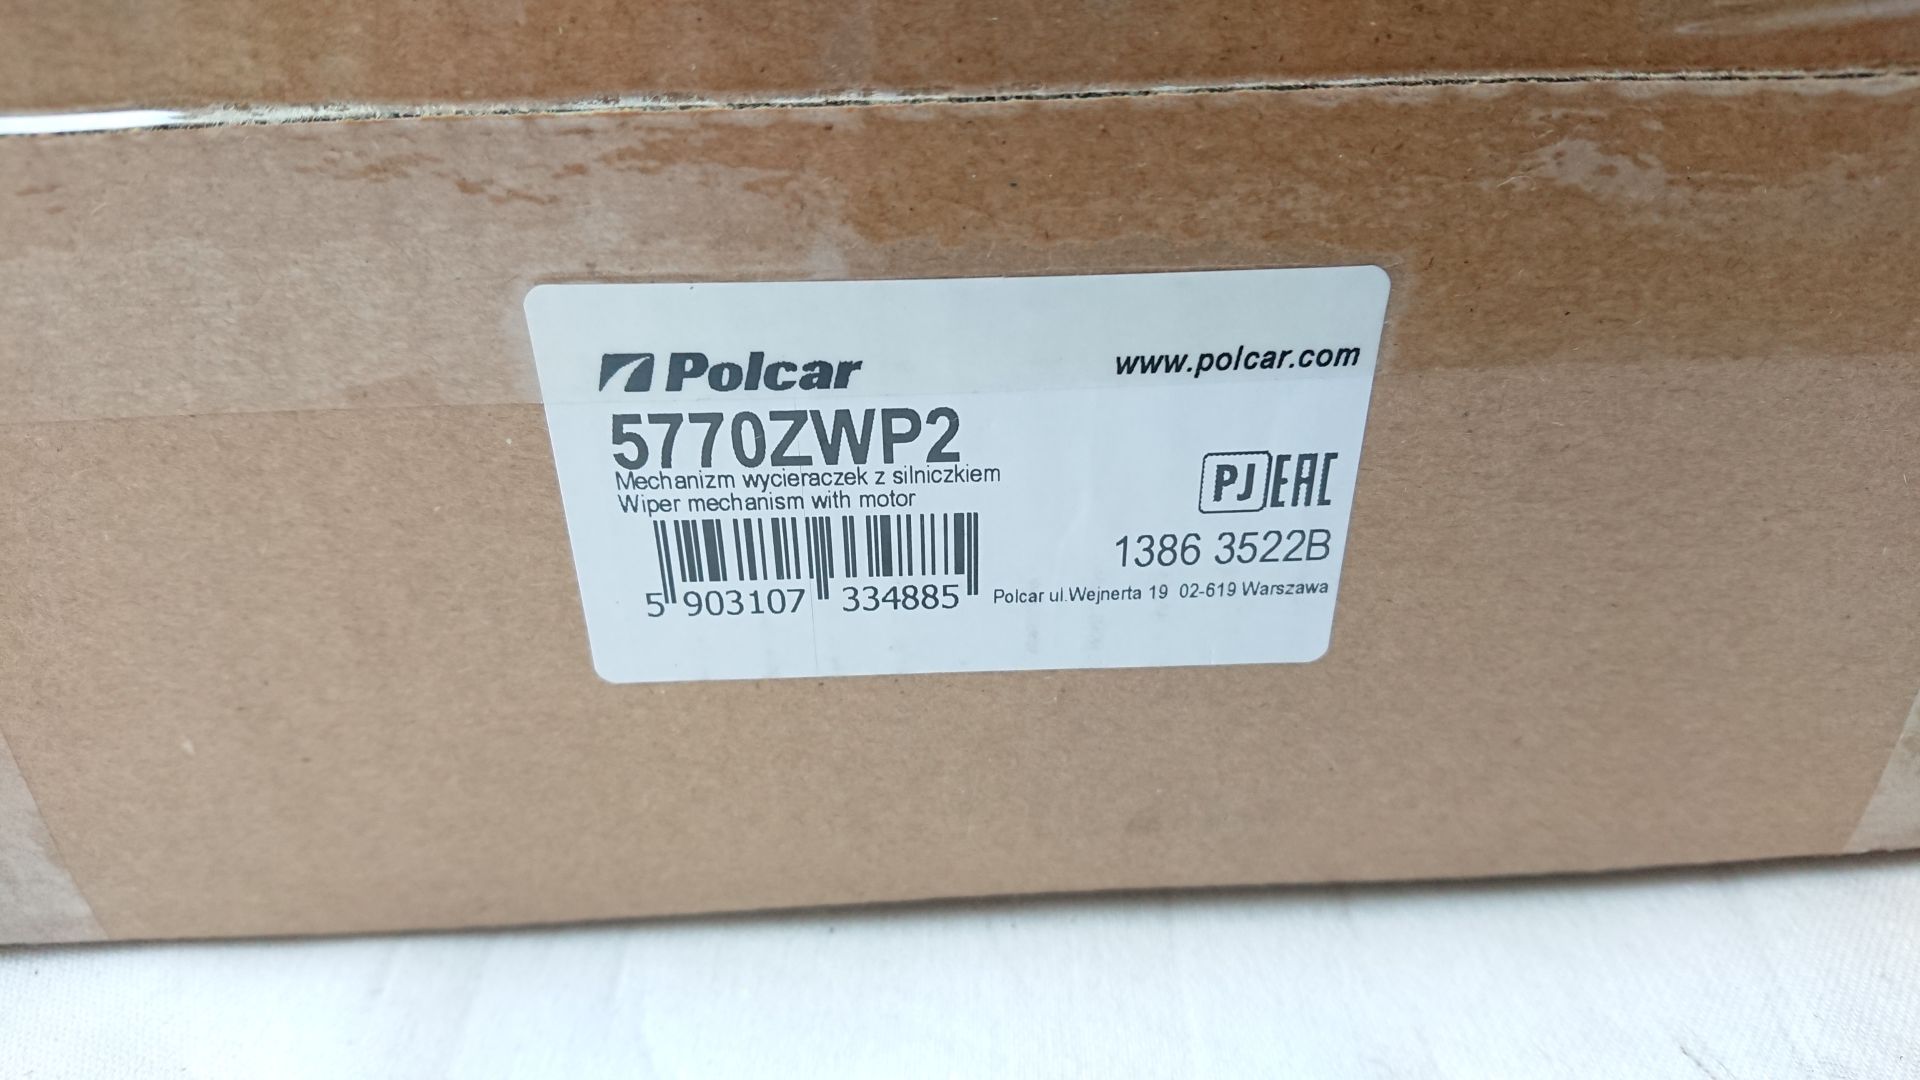 Polcar
www.polcar.com
5770ZWP2
Mechanizm wycieraczek z silniczkiem
Wiper mechanism with motor
PJ EAC
1386 3522B
5 903107 334885
Polcar ul.Wejnerta 19 02-619 Warszawa